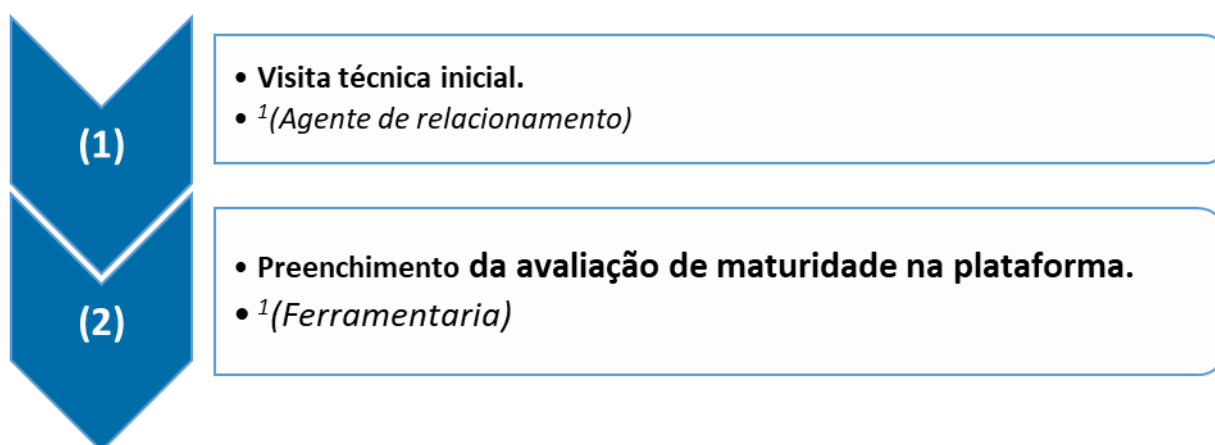 (1)
• Visita técnica inicial.
• ¹(Agente de relacionamento)
(2)
• Preenchimento da avaliação de maturidade na plataforma.
• ¹(Ferramentaria)